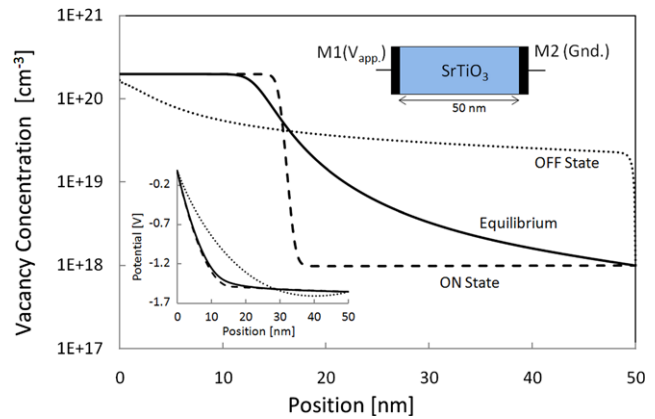 1E+21
1E+20
1E+19
1E+18
1E+17
Vacancy Concentration [cm-3]
M1(Vapp.)
M2 (Gnd.)
SrTiO3
50 nm
OFF State
Equilibrium
ON State
-0.2
-0.7
-1.2
-1.7
Potential [V]
0 10 20 30 40 50
Position [nm]
0 10 20 30 40 50
Position [nm]